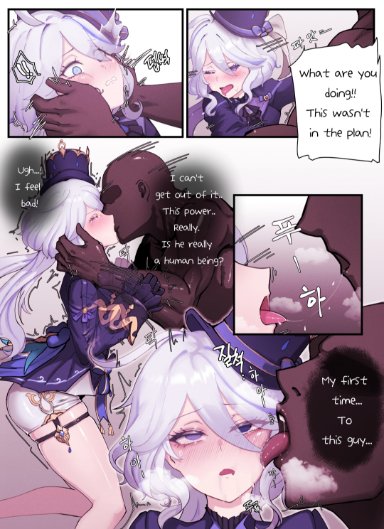 what are you
doing!!
This wasn't
in the plan!
Ugh...
I feel
bad!
I can't
get out of it..
This power..
Really.
Is he really
a human being?
푸
하
My first
time...
To
this guy...